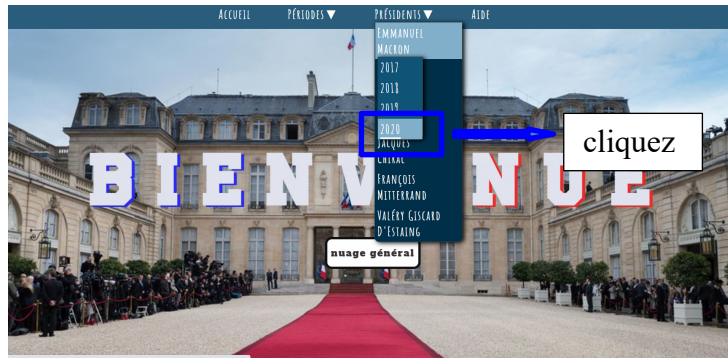 Accueil Périodes▼ Présidents▼ Aide
Emmanuel
Macron
2017
2018
2019
2020
Jacques
Chirac
François
Mitterrand
Valéry Giscard
D'Estaing
cliquez
BIENV NUE
nuage général